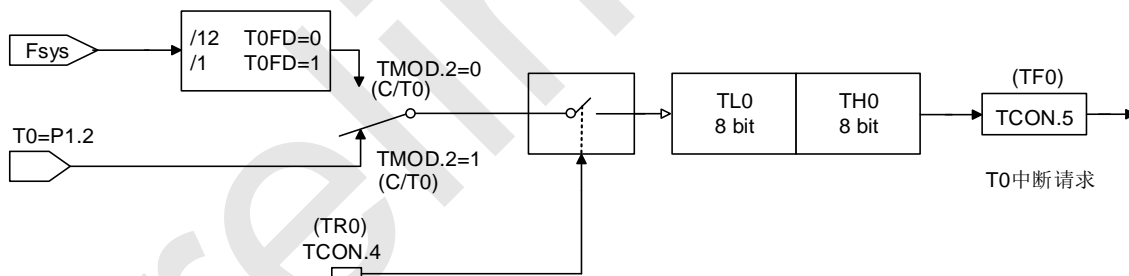 Fsys
/12 T0FD=0
/1 T0FD=1
TMOD.2=0
(C/T0)
T0=P1.2
TMOD.2=1
(C/T0)
(TR0)
TCON.4
TL0
8 bit
TH0
8 bit
(TF0)
TCON.5
T0中断请求